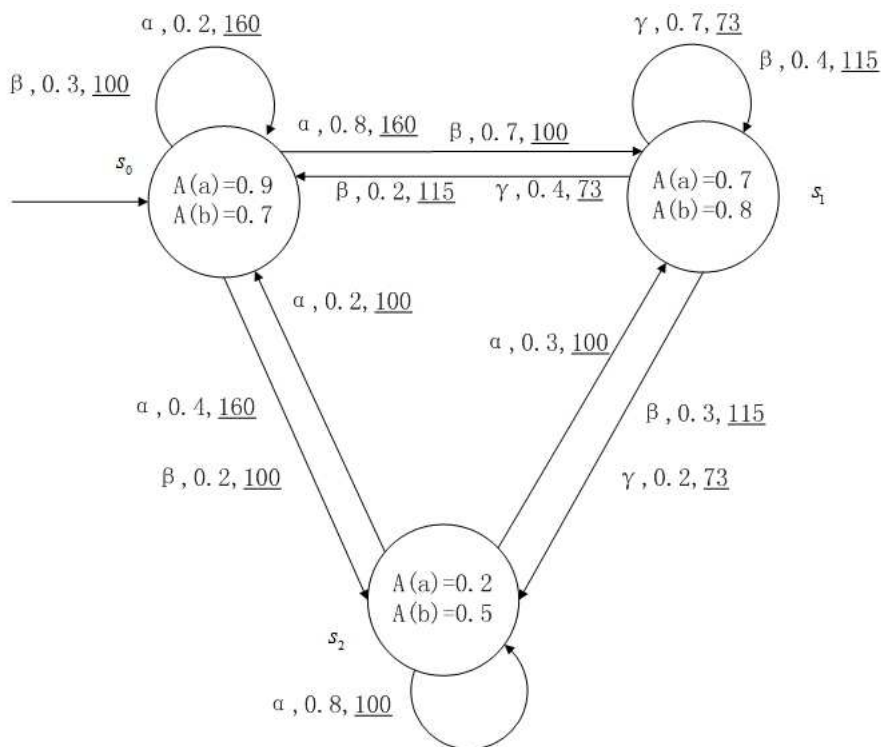 α,0.2,160
β,0.3,100
γ,0.7,73
β,0.4,115
α,0.8,160
β,0.7,100
s₀
A(a)=0.9
A(b)=0.7
β,0.2,115
γ,0.4,73
A(a)=0.7
A(b)=0.8
s₁
α,0.2,100
α,0.3,100
α,0.4,160
β,0.3,115
β,0.2,100
γ,0.2,73
A(a)=0.2
A(b)=0.5
s₂
α,0.8,100